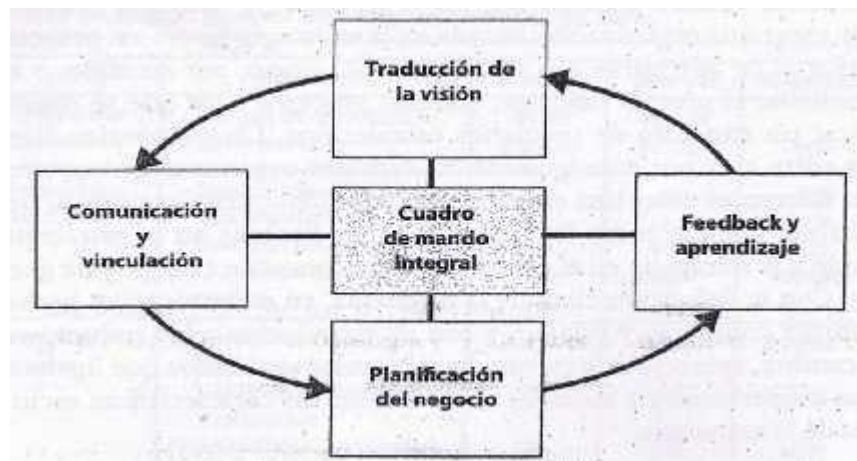 Traducción de
la visión
Comunicación
y
vinculación
Cuadro
de mando
Integral
Feedback y
aprendizaje
Planificación
del negocio